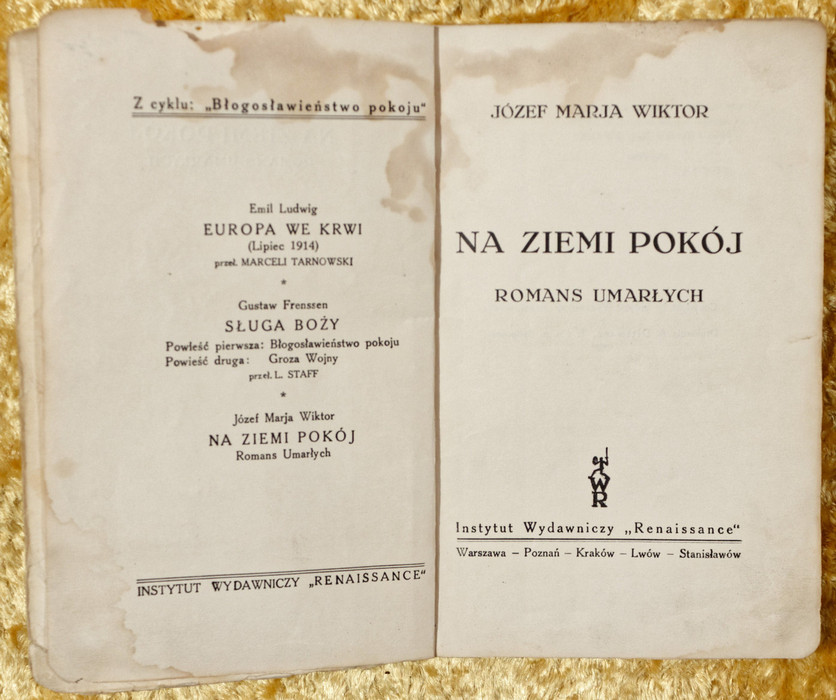 Z cyklu: „Błogosławieństwo pokoju"
Emil Ludwig
EUROPA WE KRWI
(Lipiec 1914)
przeł. MARCELI TARNOWSKI
*
Gustaw Frenssen
SŁUGA BOŻY
Powieść pierwsza: Błogosławieństwo pokoju
Powieść druga: Groza Wojny
przeł. L. STAFF
*
Józef Marja Wiktor
NA ZIEMI POKÓJ
Romans Umarłych
INSTYTUT WYDAWNICZY „RENAISSANCE"
JÓZEF MARJA WIKTOR
NA ZIEMI POKÓJ
ROMANS UMARŁYCH
WR
Instytut Wydawniczy „Renaissance"
Warszawa – Poznań – Kraków – Lwów – Stanisławów